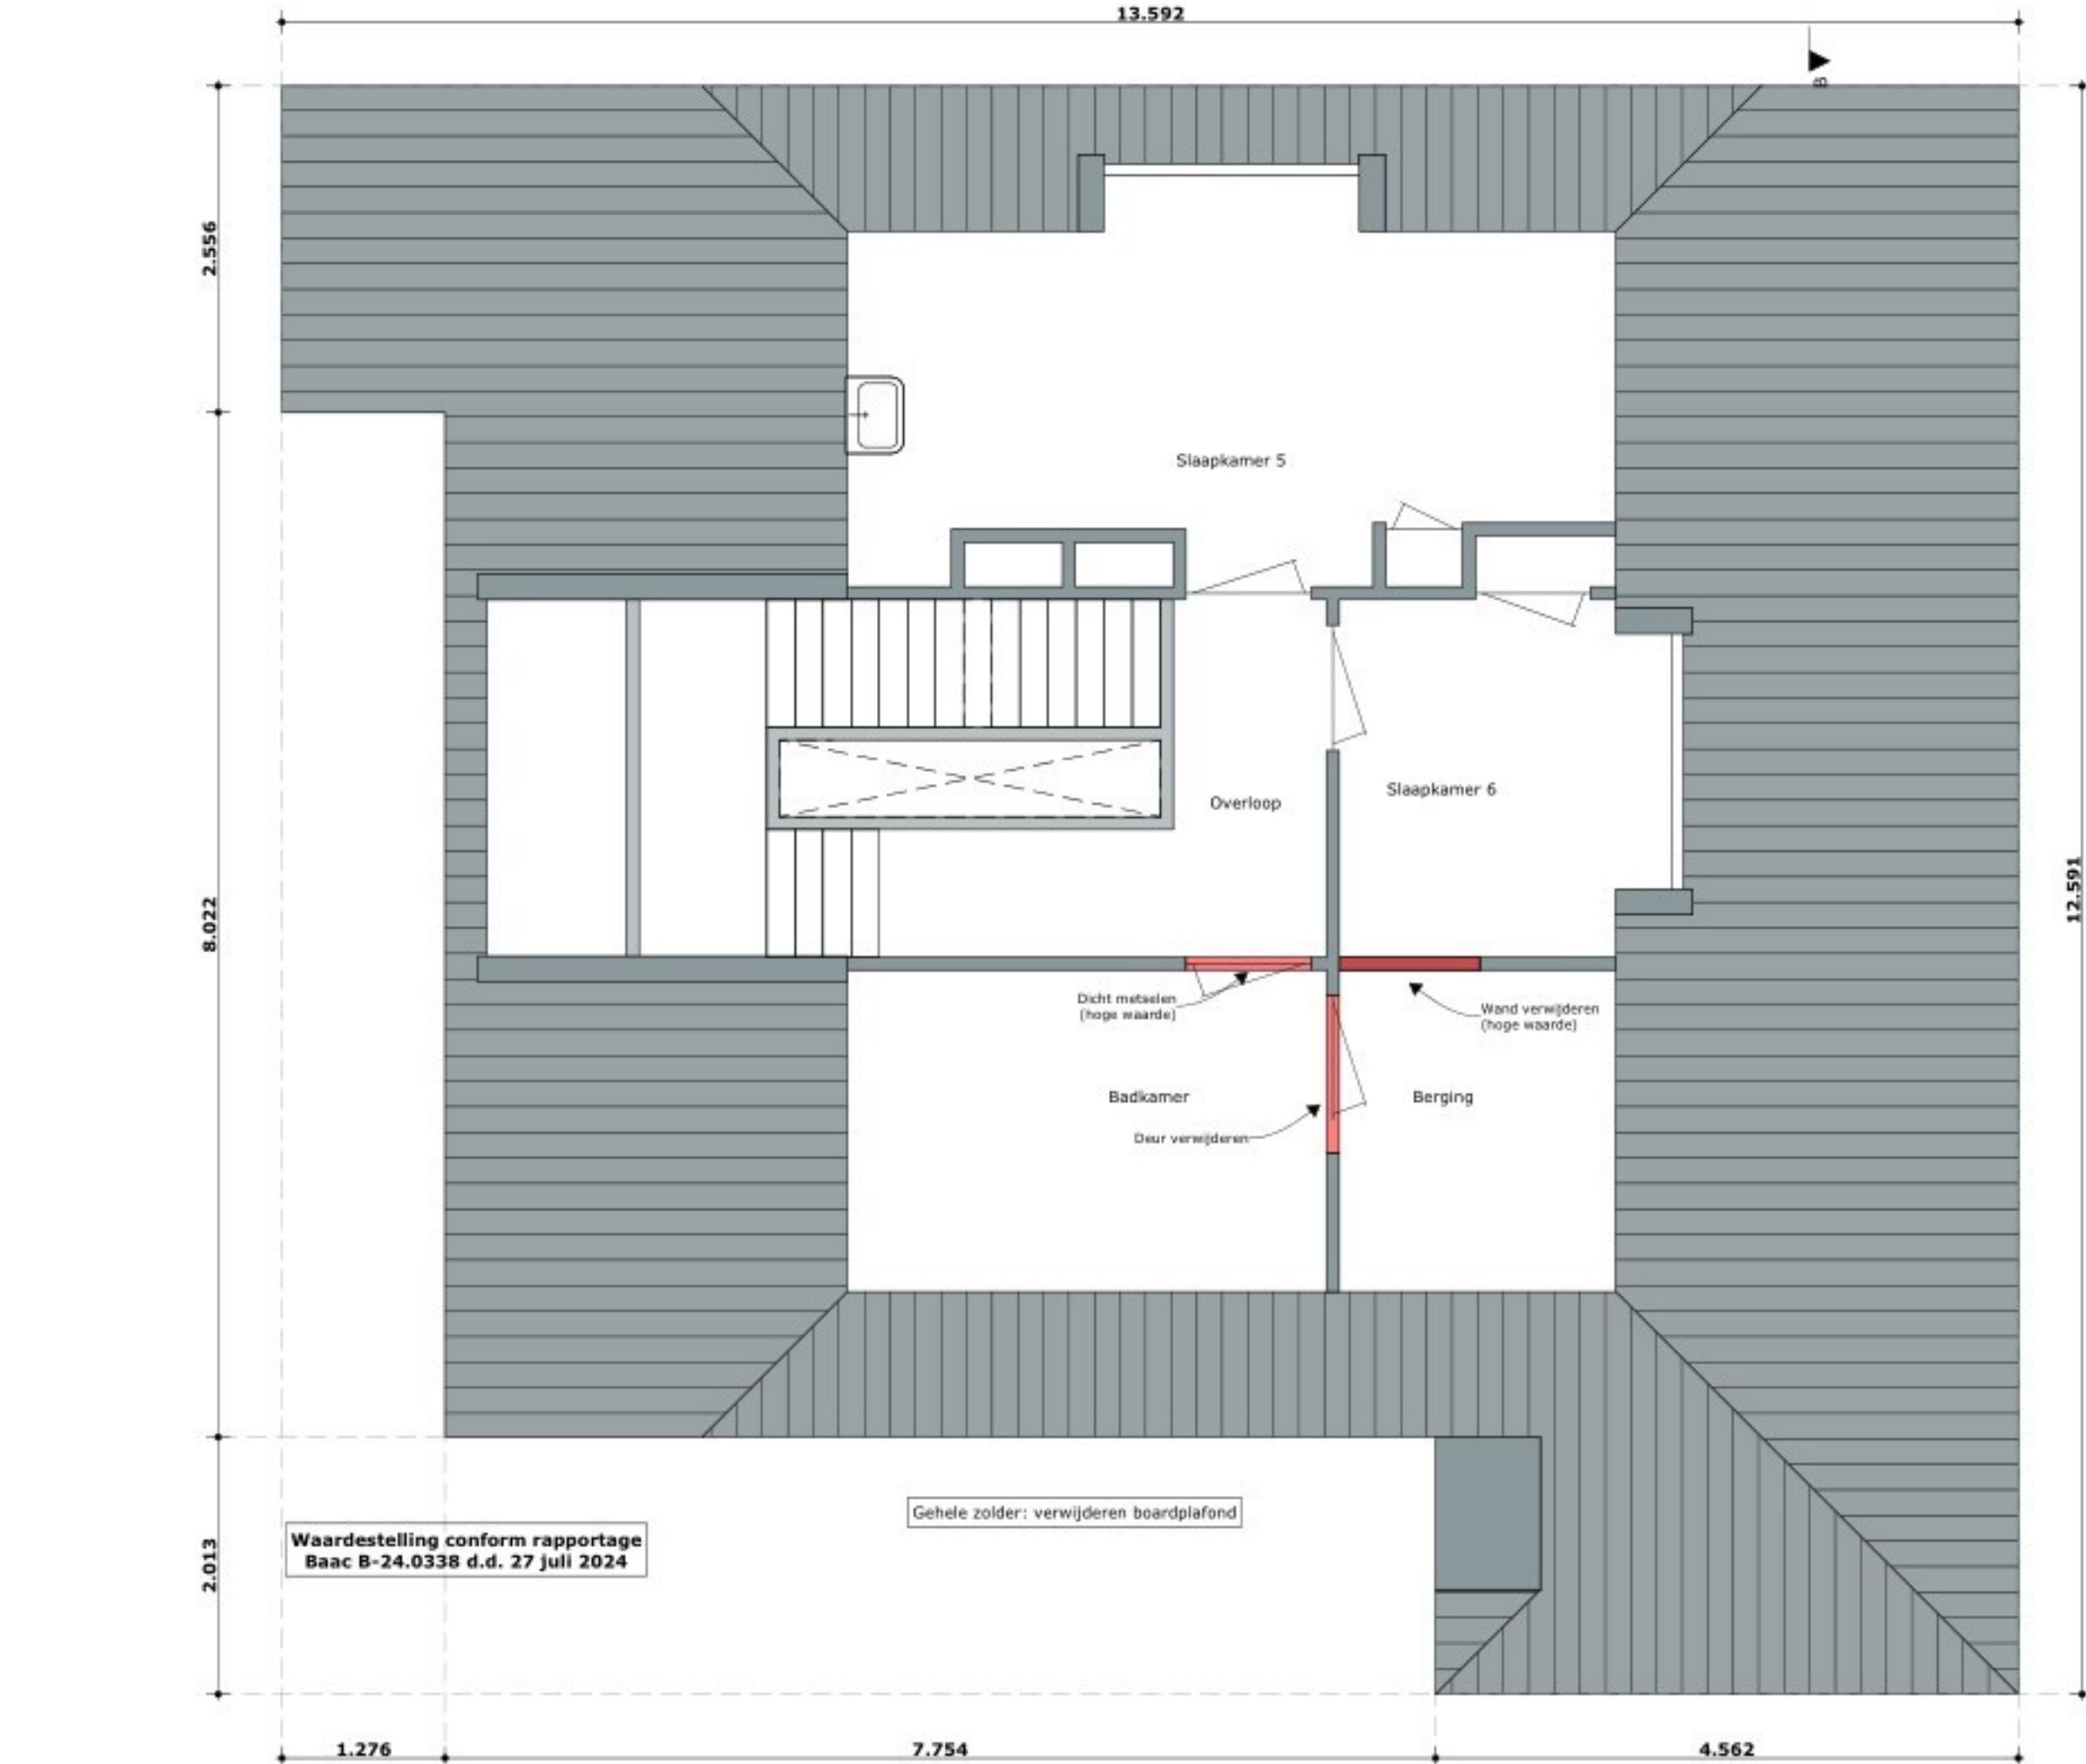 13.592
B
2.556
Slaapkamer 5
Slaapkamer 6
Overloop
8.022
12.591
Dicht metselen
(hoge waarde)
Wand verwijderen
(hoge waarde)
Badkamer
Berging
Deur verwijderen
Gehele zolder: verwijderen boardplafond
Waardestelling conform rapportage
Baac B-24.0338 d.d. 27 juli 2024
2.013
1.276
7.754
4.562